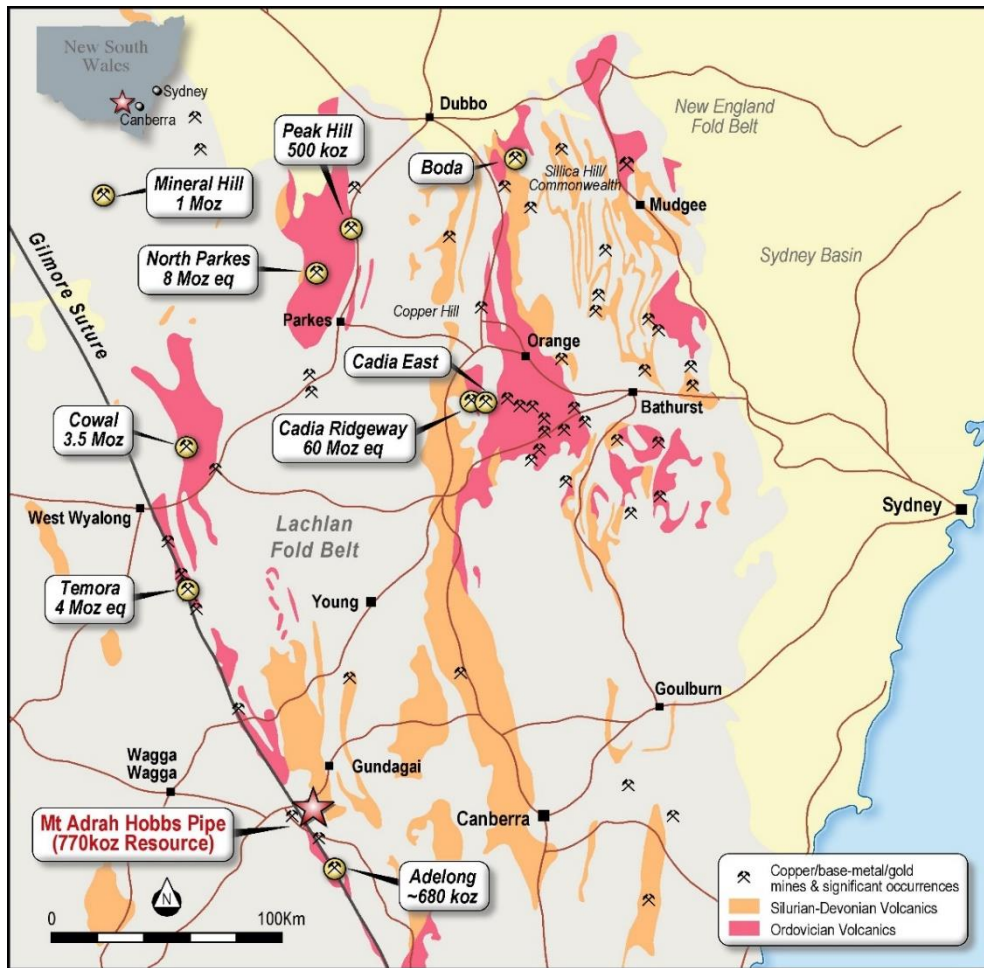 New South
Wales
Sydney
Canberra
Dubbo
New England
Fold Belt
Peak Hill
500 koz
Boda
Sillica Hill/
Commonwealth
Mineral Hill
1 Moz
Mudgee
Gilmore Suture
North Parkes
8 Moz eq
Sydney Basin
Parkes
Copper Hill
Orange
Cadia East
Bathurst
Cowal
3.5 Moz
Cadia Ridgeway
60 Moz eq
Sydney
West Wyalong
Lachlan
Fold Belt
Temora
4 Moz eq
Young
Goulburn
Wagga
Wagga
Gundagai
Mt Adrah Hobbs Pipe
(770koz Resource)
Canberra
Adelong
~680 koz
N
0
100Km
Copper/base-metal/gold
mines & significant occurrences
Silurian-Devonian Volcanics
Ordovician Volcanics